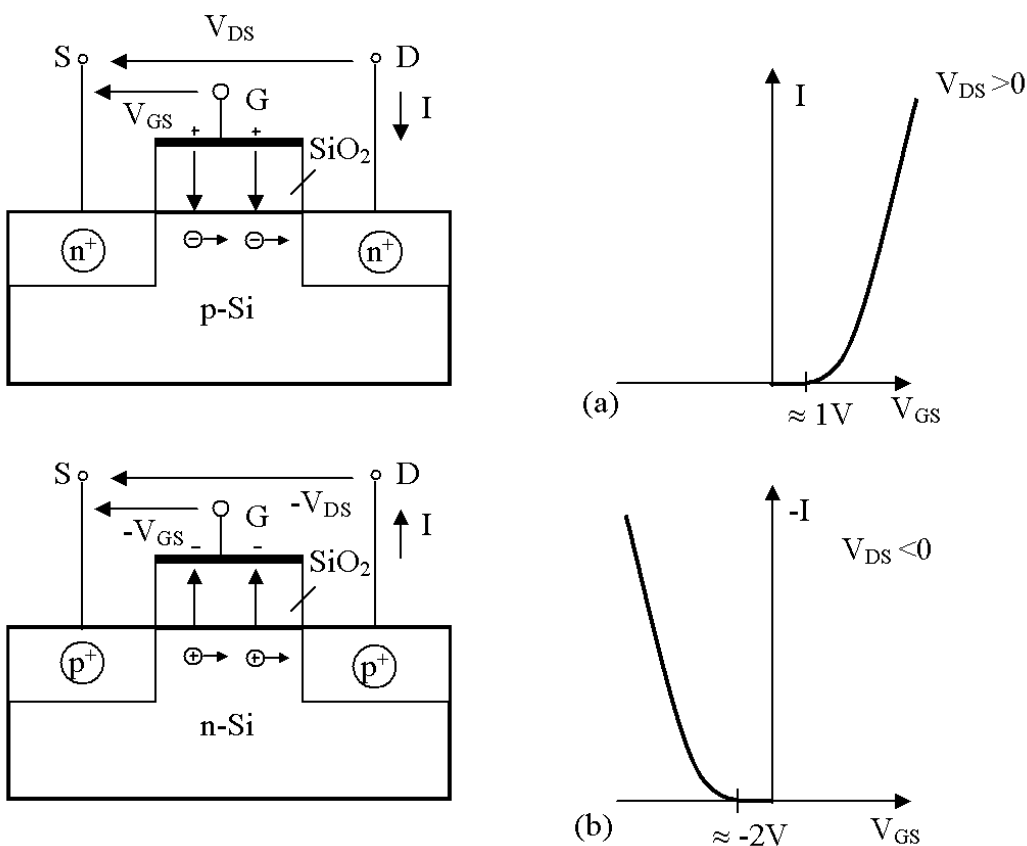 V_DS
S D
V_GS G I
+ +
SiO₂
− −
n⁺ n⁺
p-Si
I V_DS >0
(a) ≈ 1V V_GS
S D
-V_GS G -V_DS I
− −
SiO₂
+ +
p⁺ p⁺
n-Si
-I
V_DS <0
(b) ≈ -2V V_GS